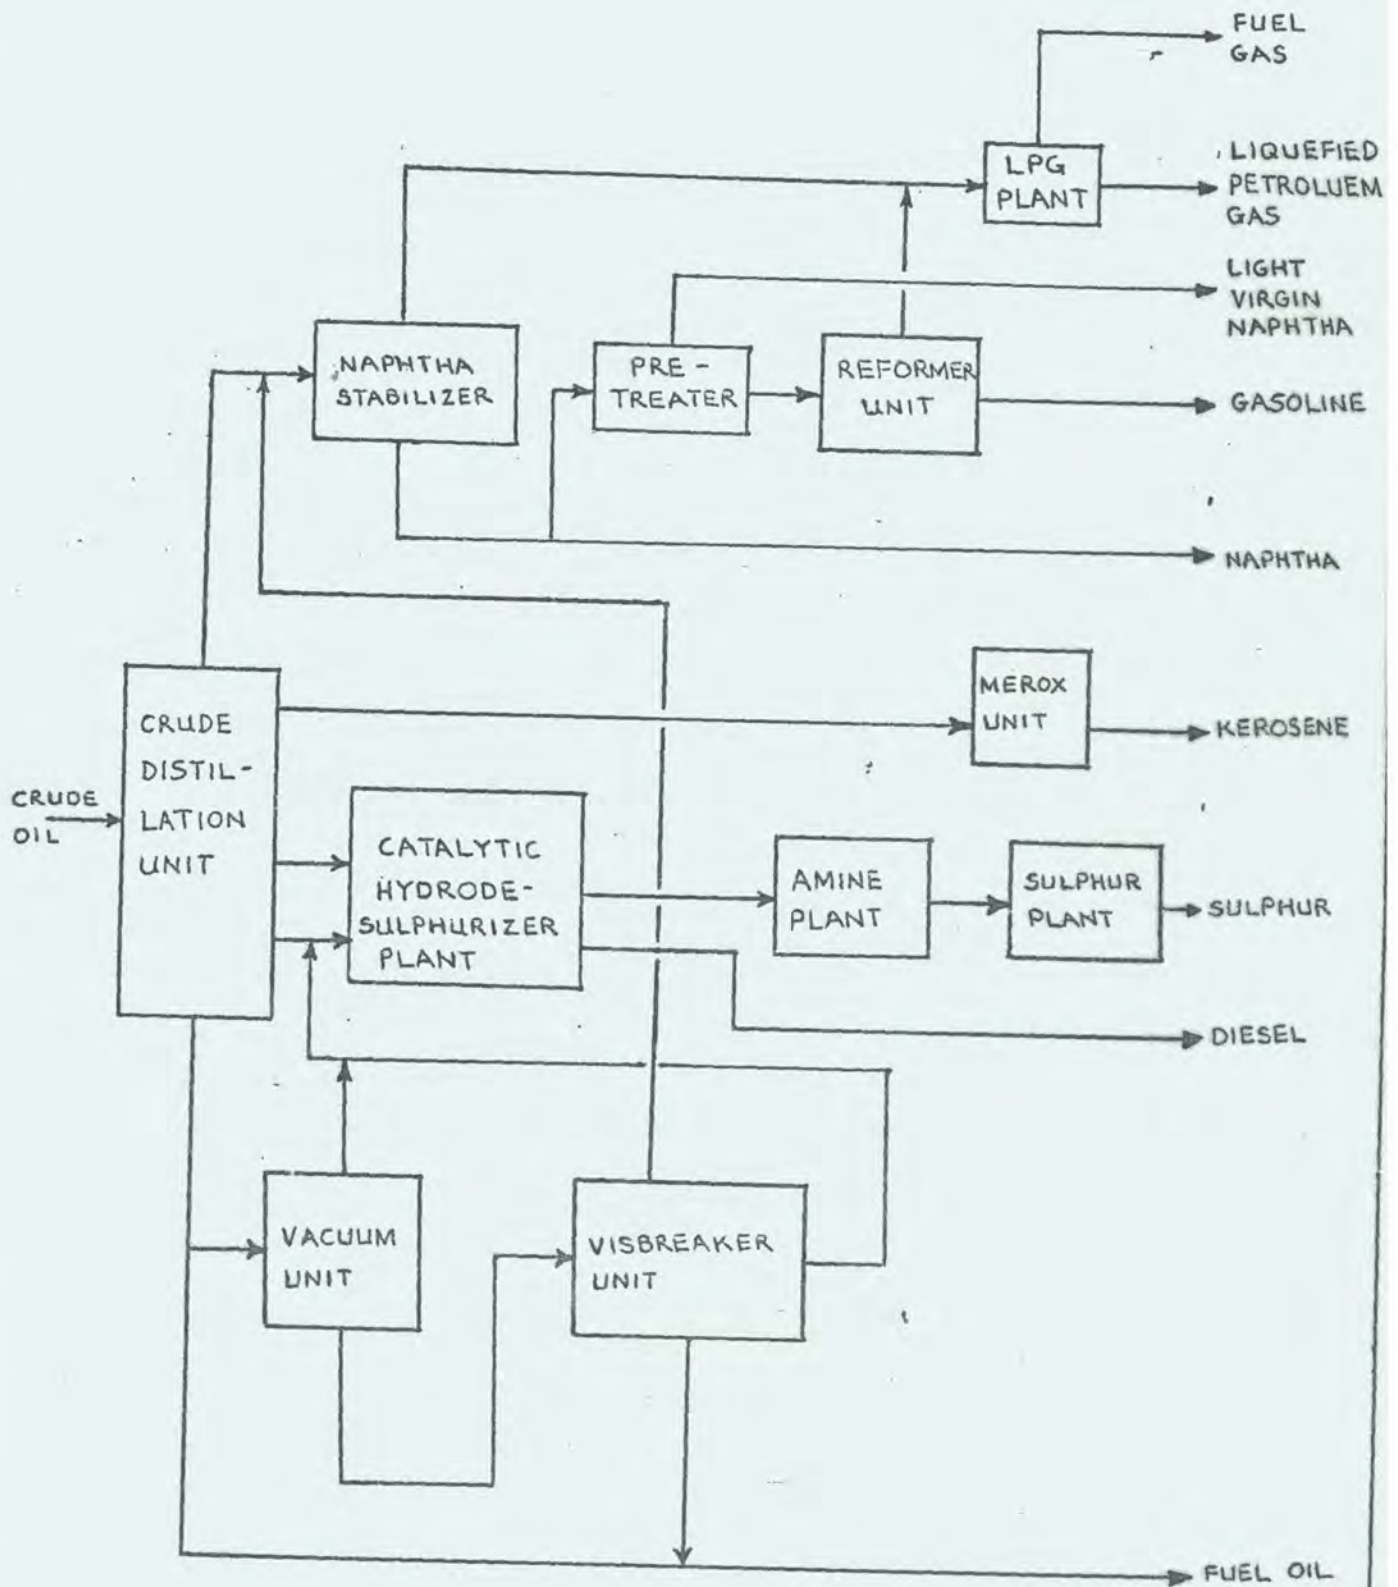 FUEL
GAS
LPG
PLANT
LIQUEFIED
PETROLUEM
GAS
LIGHT
VIRGIN
NAPHTHA
NAPHTHA
STABILIZER
PRE-
TREATER
REFORMER
UNIT
GASOLINE
NAPHTHA
CRUDE
OIL
CRUDE
DISTIL-
LATION
UNIT
MEROX
UNIT
KEROSENE
CATALYTIC
HYDRODE-
SULPHURIZER
PLANT
AMINE
PLANT
SULPHUR
PLANT
SULPHUR
DIESEL
VACUUM
UNIT
VISBREAKER
UNIT
FUEL OIL